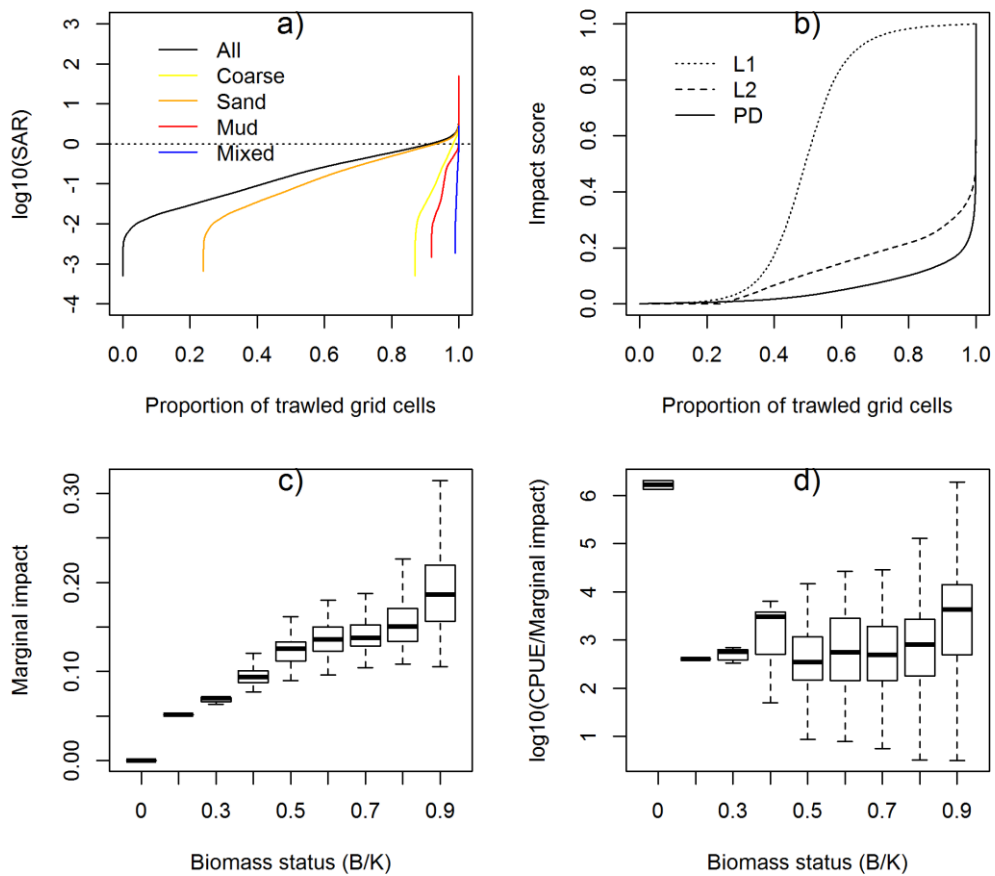 a)
log10(SAR)
3
2
1
0
-1
-2
-3
-4
All
Coarse
Sand
Mud
Mixed
0.0 0.2 0.4 0.6 0.8 1.0
Proportion of trawled grid cells
b)
Impact score
1.0
0.8
0.6
0.4
0.2
0.0
L1
L2
PD
0.0 0.2 0.4 0.6 0.8 1.0
Proportion of trawled grid cells
c)
Marginal impact
0.30
0.20
0.10
0.00
0 0.3 0.5 0.7 0.9
Biomass status (B/K)
d)
log10(CPUE/Marginal impact)
6
5
4
3
2
1
0 0.3 0.5 0.7 0.9
Biomass status (B/K)